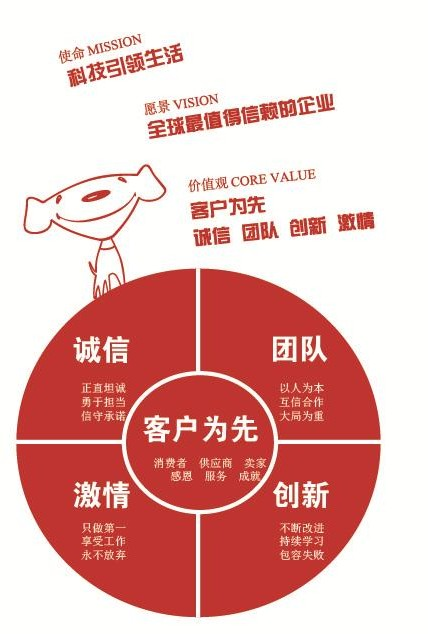 使命 MISSION
科技引领生活
愿景 VISION
全球最值得信赖的企业
价值观 CORE VALUE
客户为先
诚信 团队 创新 激情
诚信
正直坦诚
勇于担当
信守承诺
团队
以人为本
互信合作
大局为重
客户为先
消费者 供应商 卖家
感恩 服务 成就
激情
只做第一
享受工作
永不放弃
创新
不断改进
持续学习
包容失败